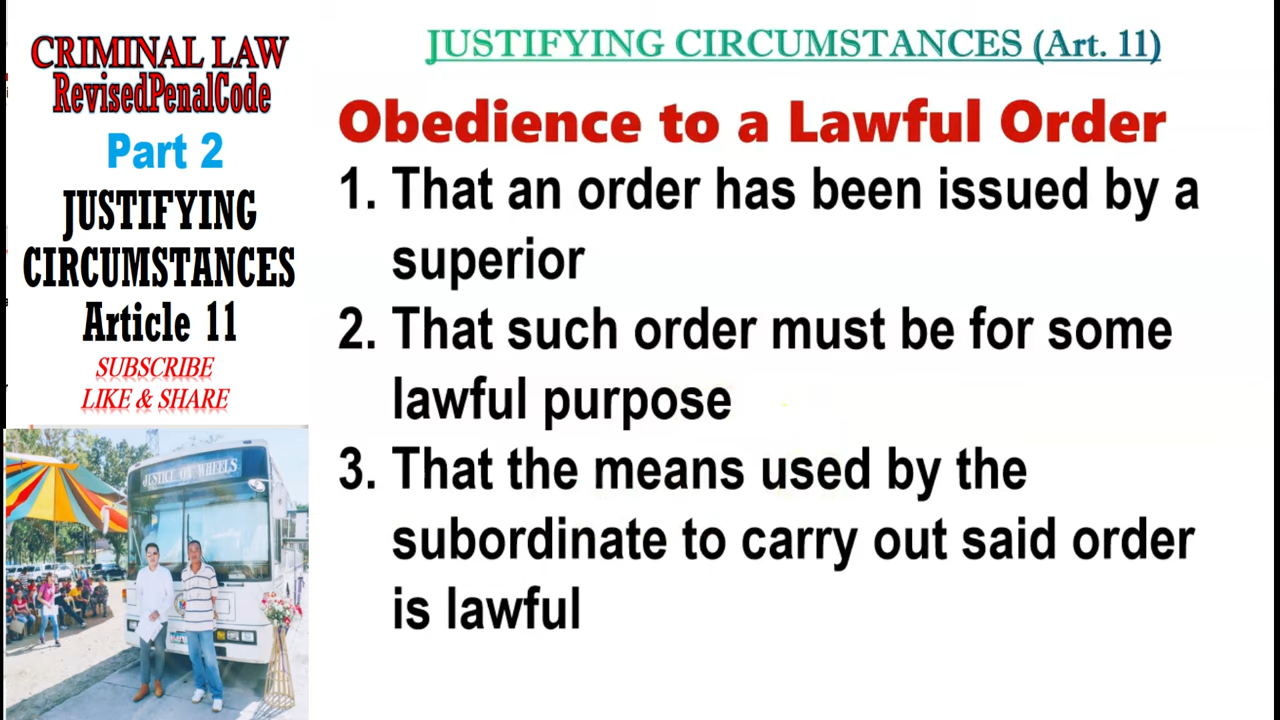 CRIMINAL LAW
RevisedPenalCode
Part 2
JUSTIFYING
CIRCUMSTANCES
Article 11
SUBSCRIBE
LIKE & SHARE
JUSTICE ON WHEELS
JUSTIFYING CIRCUMSTANCES (Art. 11)
Obedience to a Lawful Order
1. That an order has been issued by a
superior
2. That such order must be for some
lawful purpose
3. That the means used by the
subordinate to carry out said order
is lawful